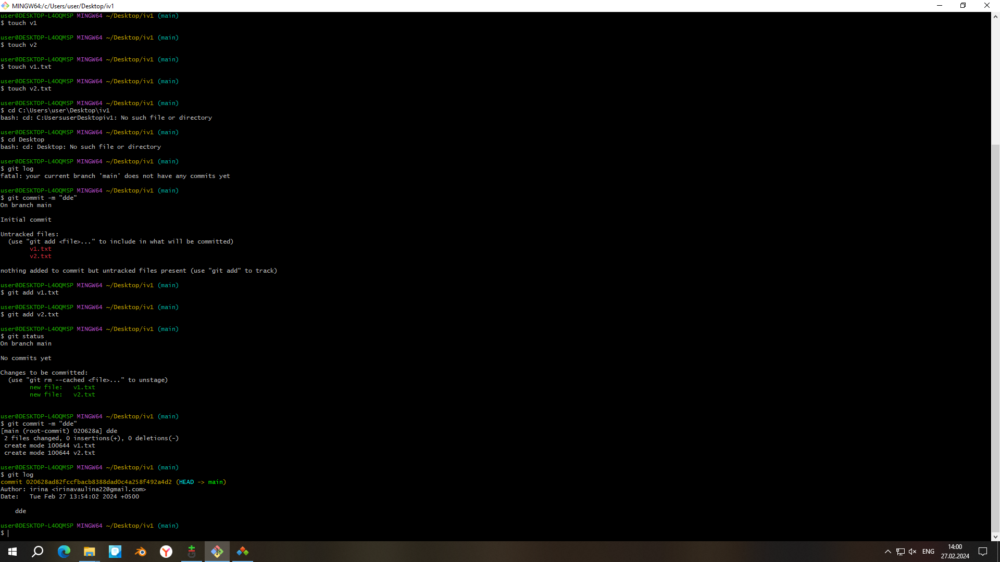 MINGW64:/c/Users/user/Desktop/iv1
user@DESKTOP-L4OQMSP MINGW64 ~/Desktop/iv1 (main)
$ touch v1
user@DESKTOP-L4OQMSP MINGW64 ~/Desktop/iv1 (main)
$ touch v2
user@DESKTOP-L4OQMSP MINGW64 ~/Desktop/iv1 (main)
$ touch v1.txt
user@DESKTOP-L4OQMSP MINGW64 ~/Desktop/iv1 (main)
$ touch v2.txt
user@DESKTOP-L4OQMSP MINGW64 ~/Desktop/iv1 (main)
$ cd C:\Users\user\Desktop\iv1
bash: cd: C:UsersuserDesktopiv1: No such file or directory
user@DESKTOP-L4OQMSP MINGW64 ~/Desktop/iv1 (main)
$ cd Desktop
bash: cd: Desktop: No such file or directory
user@DESKTOP-L4OQMSP MINGW64 ~/Desktop/iv1 (main)
$ git log
fatal: your current branch 'main' does not have any commits yet
user@DESKTOP-L4OQMSP MINGW64 ~/Desktop/iv1 (main)
$ git commit -m "dde"
On branch main
Initial commit
Untracked files:
  (use "git add <file>..." to include in what will be committed)
        v1.txt
        v2.txt
nothing added to commit but untracked files present (use "git add" to track)
user@DESKTOP-L4OQMSP MINGW64 ~/Desktop/iv1 (main)
$ git add v1.txt
user@DESKTOP-L4OQMSP MINGW64 ~/Desktop/iv1 (main)
$ git add v2.txt
user@DESKTOP-L4OQMSP MINGW64 ~/Desktop/iv1 (main)
$ git status
On branch main
No commits yet
Changes to be committed:
  (use "git rm --cached <file>..." to unstage)
        new file:   v1.txt
        new file:   v2.txt
user@DESKTOP-L4OQMSP MINGW64 ~/Desktop/iv1 (main)
$ git commit -m "dde"
[main (root-commit) 020628a] dde
 2 files changed, 0 insertions(+), 0 deletions(-)
 create mode 100644 v1.txt
 create mode 100644 v2.txt
user@DESKTOP-L4OQMSP MINGW64 ~/Desktop/iv1 (main)
$ git log
commit 020628ad82fccfbacb8388dad0c4a258f492a4d2 (HEAD -> main)
Author: irina <irinavaulina22@gmail.com>
Date:   Tue Feb 27 13:54:02 2024 +0500
    dde
user@DESKTOP-L4OQMSP MINGW64 ~/Desktop/iv1 (main)
$
ENG
14:00
27.02.2024